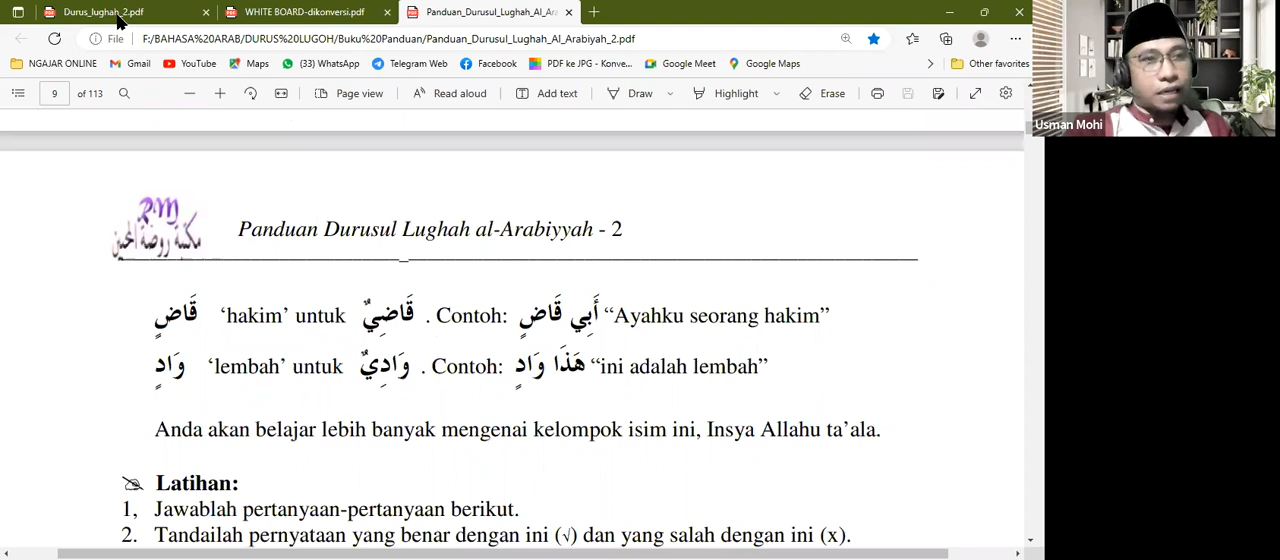 Durus_lughah_2.pdf
WHITE BOARD-dikonversi.pdf
Panduan_Durusul_Lughah_Al_Ara
File F:/BAHASA%20ARAB/DURUS%20LUGOH/Buku%20Panduan/Panduan_Durusul_Lughah_Al_Arabiyah_2.pdf
NGAJAR ONLINE Gmail YouTube Maps (33) WhatsApp Telegram Web Facebook PDF ke JPG - Konve... Google Meet Google Maps Other favorites
9 of 113 Page view Read aloud Add text Draw Highlight Erase
Usman Mohi
RM
مكتبة روضة المحبين
Panduan Durusul Lughah al-Arabiyyah - 2
قَاضٍ ‘hakim’ untuk قَاضِيٌ . Contoh: أَبِي قَاضٍ “Ayahku seorang hakim”
وَادٍ ‘lembah’ untuk وَادِيٌ . Contoh: هَذَا وَادٍ “ini adalah lembah”
Anda akan belajar lebih banyak mengenai kelompok isim ini, Insya Allahu ta’ala.
Latihan:
1, Jawablah pertanyaan-pertanyaan berikut.
2. Tandailah pernyataan yang benar dengan ini (√) dan yang salah dengan ini (x).